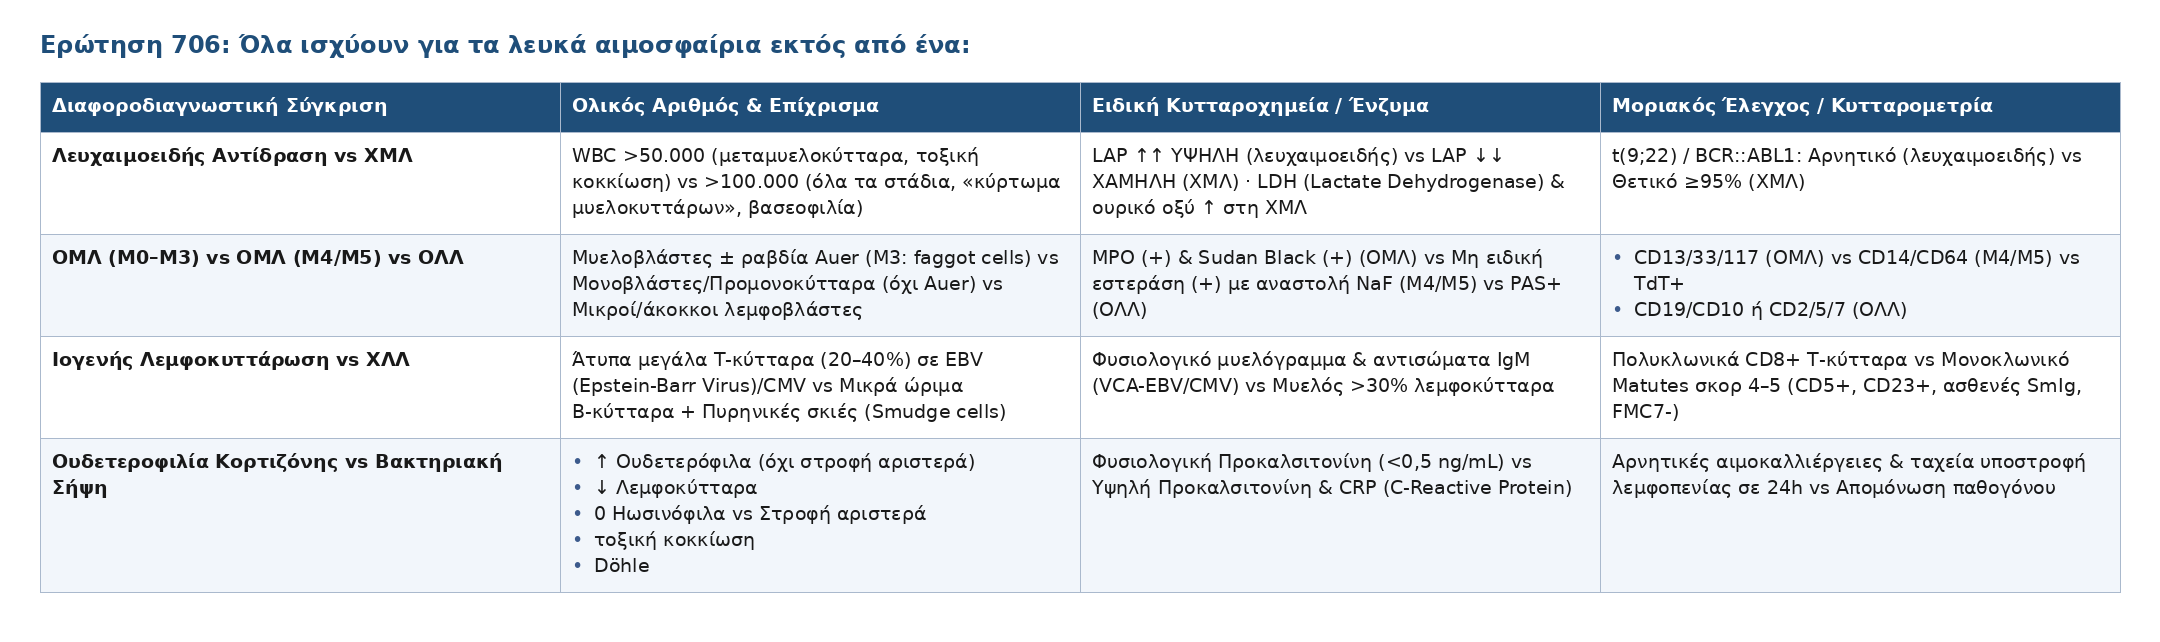 Ερώτηση 706: Όλα ισχύουν για τα λευκά αιμοσφαίρια εκτός από ένα:
Διαφοροδιαγνωστική Σύγκριση
Ολικός Αριθμός & Επίχρισμα
Ειδική Κυτταροχημεία / Ένζυμα
Μοριακός Έλεγχος / Κυτταρομετρία
Λευχαιμοειδής Αντίδραση vs ΧΜΛ
WBC >50.000 (μεταμυελοκύτταρα, τοξική
κοκκίωση) vs >100.000 (όλα τα στάδια, «κύρτωμα
μυελοκυττάρων», βασεοφιλία)
LAP ↑↑ ΥΨΗΛΗ (λευχαιμοειδής) vs LAP ↓↓
ΧΑΜΗΛΗ (ΧΜΛ) · LDH (Lactate Dehydrogenase) &
ουρικό οξύ ↑ στη ΧΜΛ
t(9;22) / BCR::ABL1: Αρνητικό (λευχαιμοειδής) vs
Θετικό ≥95% (ΧΜΛ)
ΟΜΛ (M0–M3) vs ΟΜΛ (M4/M5) vs ΟΛΛ
Μυελοβλάστες ± ραβδία Auer (M3: faggot cells) vs
Μονοβλάστες/Προμονοκύτταρα (όχι Auer) vs
Μικροί/άκοκκοι λεμφοβλάστες
MPO (+) & Sudan Black (+) (ΟΜΛ) vs Μη ειδική
εστεράση (+) με αναστολή NaF (M4/M5) vs PAS+
(ΟΛΛ)
• CD13/33/117 (ΟΜΛ) vs CD14/CD64 (M4/M5) vs
TdT+
• CD19/CD10 ή CD2/5/7 (ΟΛΛ)
Ιογενής Λεμφοκυττάρωση vs ΧΛΛ
Άτυπα μεγάλα Τ-κύτταρα (20–40%) σε EBV
(Epstein-Barr Virus)/CMV vs Μικρά ώριμα
Β-κύτταρα + Πυρηνικές σκιές (Smudge cells)
Φυσιολογικό μυελόγραμμα & αντισώματα IgM
(VCA-EBV/CMV) vs Μυελός >30% λεμφοκύτταρα
Πολυκλωνικά CD8+ Τ-κύτταρα vs Μονοκλωνικό
Matutes σκορ 4–5 (CD5+, CD23+, ασθενές SmIg,
FMC7-)
Ουδετεροφιλία Κορτιζόνης vs Βακτηριακή
Σήψη
• ↑ Ουδετερόφιλα (όχι στροφή αριστερά)
• ↓ Λεμφοκύτταρα
• 0 Ηωσινόφιλα vs Στροφή αριστερά
• τοξική κοκκίωση
• Döhle
Φυσιολογική Προκαλσιτονίνη (<0,5 ng/mL) vs
Υψηλή Προκαλσιτονίνη & CRP (C-Reactive Protein)
Αρνητικές αιμοκαλλιέργειες & ταχεία υποστροφή
λεμφοπενίας σε 24h vs Απομόνωση παθογόνου